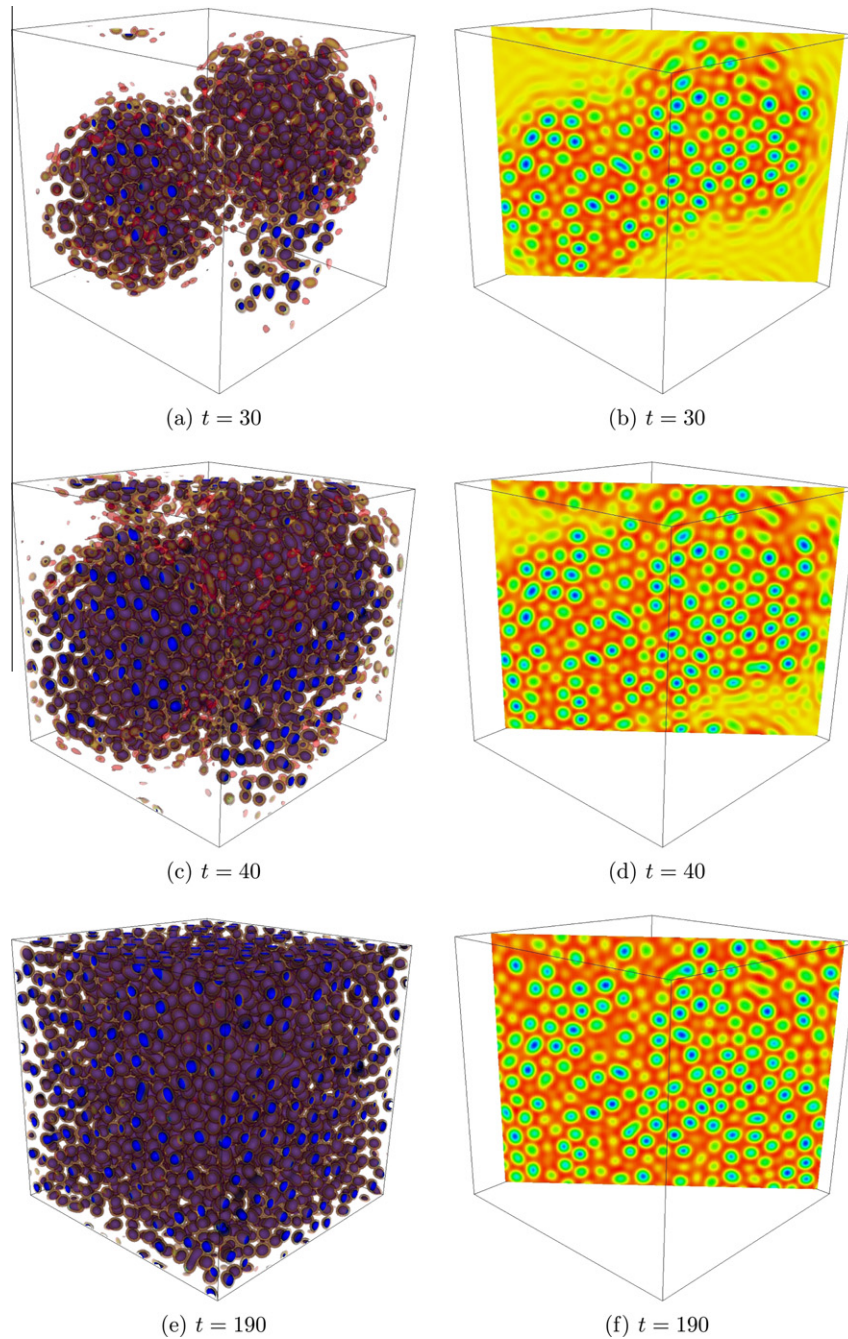 (a) t = 30
(b) t = 30
(c) t = 40
(d) t = 40
(e) t = 190
(f) t = 190